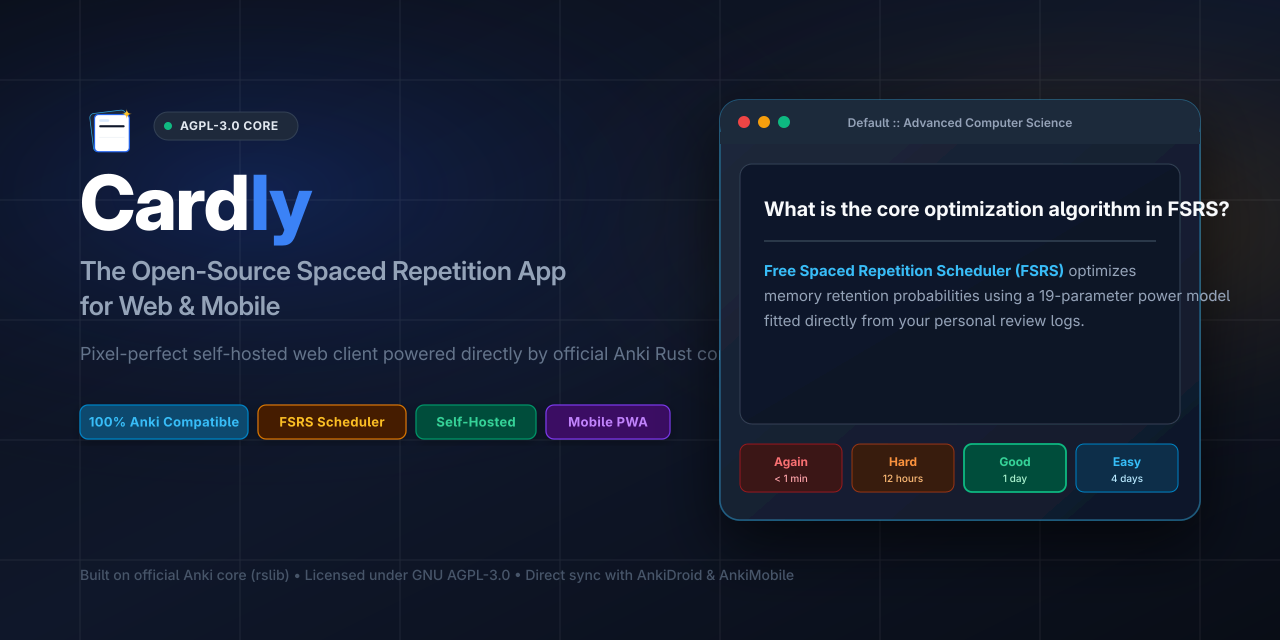 AGPL-3.0 CORE
Cardly
The Open-Source Spaced Repetition App
for Web & Mobile
Pixel-perfect self-hosted web client powered directly by official Anki Rust
100% Anki Compatible
FSRS Scheduler
Self-Hosted
Mobile PWA
Built on official Anki core (rslib) • Licensed under GNU AGPL-3.0 • Direct sync with AnkiDroid & AnkiMobile
Default :: Advanced Computer Science
What is the core optimization algorithm in FSRS?
Free Spaced Repetition Scheduler (FSRS) optimizes
memory retention probabilities using a 19-parameter power model
fitted directly from your personal review logs.
Again
< 1 min
Hard
12 hours
Good
1 day
Easy
4 days